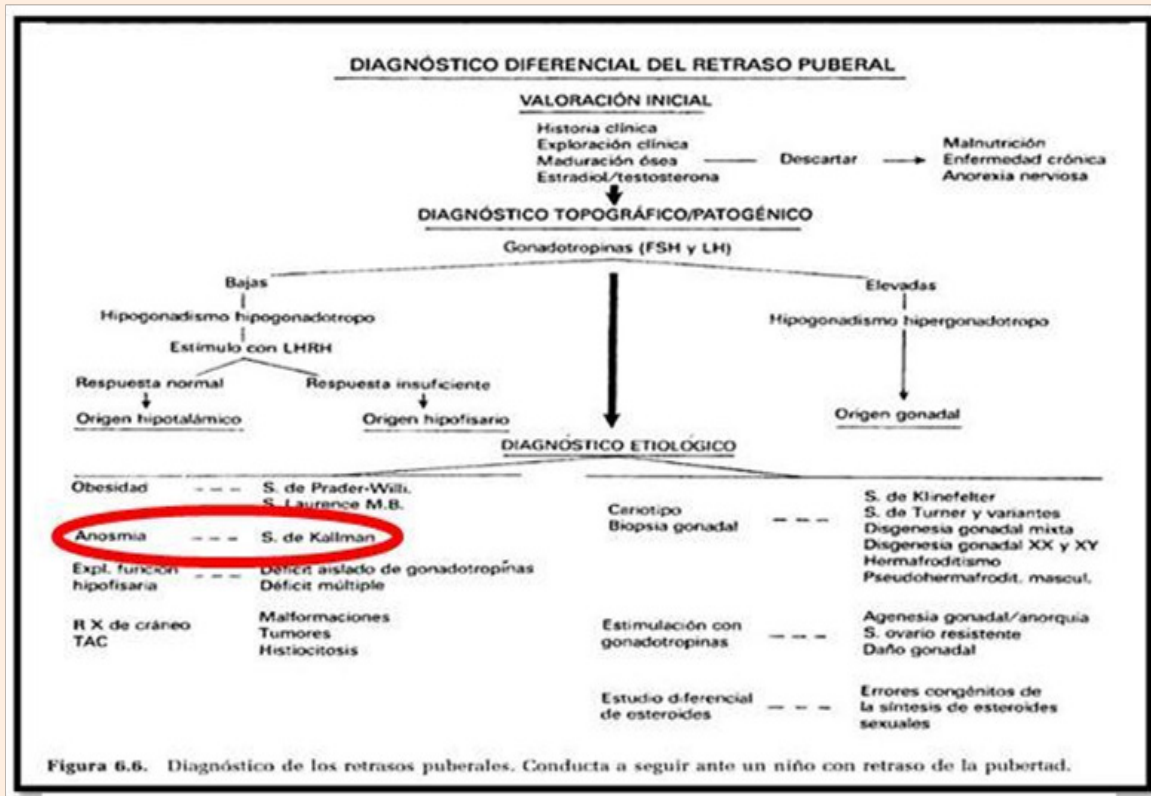 DIAGNÓSTICO DIFERENCIAL DEL RETRASO PUBERAL
VALORACIÓN INICIAL
Historia clínica
Exploración clínica
Maduración ósea
Estradiol/testosterona
Descartar
Malnutrición
Enfermedad crónica
Anorexia nerviosa
DIAGNÓSTICO TOPOGRÁFICO/PATOGÉNICO
Gonadotropinas (FSH y LH)
Bajas
Elevadas
Hipogonadismo hipogonadotropo
Hipogonadismo hipergonadotropo
Estímulo con LHRH
Respuesta normal
Respuesta insuficiente
Origen hipotalámico
Origen hipofisario
Origen gonadal
DIAGNÓSTICO ETIOLÓGICO
Obesidad --- S. de Prader-Willi.
S. Laurence M.B.
Anosmia --- S. de Kallman
Expl. función --- Déficit aislado de gonadotropinas
hipofisaria Déficit múltiple
R X de cráneo
TAC
Malformaciones
Tumores
Histiocitosis
Cariotipo
Biopsia gonadal ---
S. de Klinefelter
S. de Turner y variantes
Disgenesia gonadal mixta
Disgenesia gonadal XX y XY
Hermafroditismo
Pseudohermafrodit. mascul.
Estimulación con
gonadotropinas ---
Agenesia gonadal/anorquia
S. ovario resistente
Daño gonadal
Estudio diferencial
de esteroides ---
Errores congénitos de
la síntesis de esteroides
sexuales
Figura 6.6. Diagnóstico de los retrasos puberales. Conducta a seguir ante un niño con retraso de la pubertad.